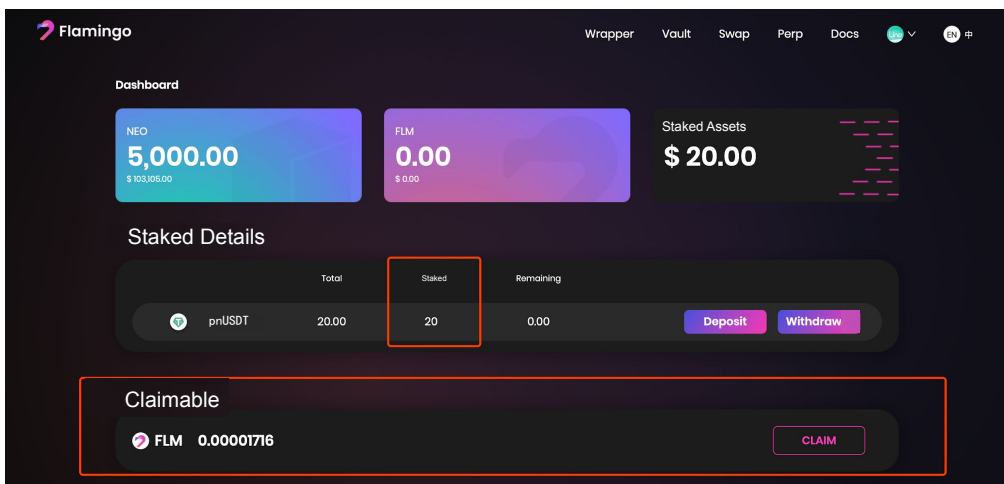 Flamingo
Wrapper Vault Swap Perp Docs Line EN 中
Dashboard
NEO
5,000.00
$ 103,105.00
FLM
0.00
$ 0.00
Staked Assets
$ 20.00
Staked Details
Total Staked Remaining
pnUSDT 20.00 20 0.00 Deposit Withdraw
Claimable
FLM 0.00001716 CLAIM